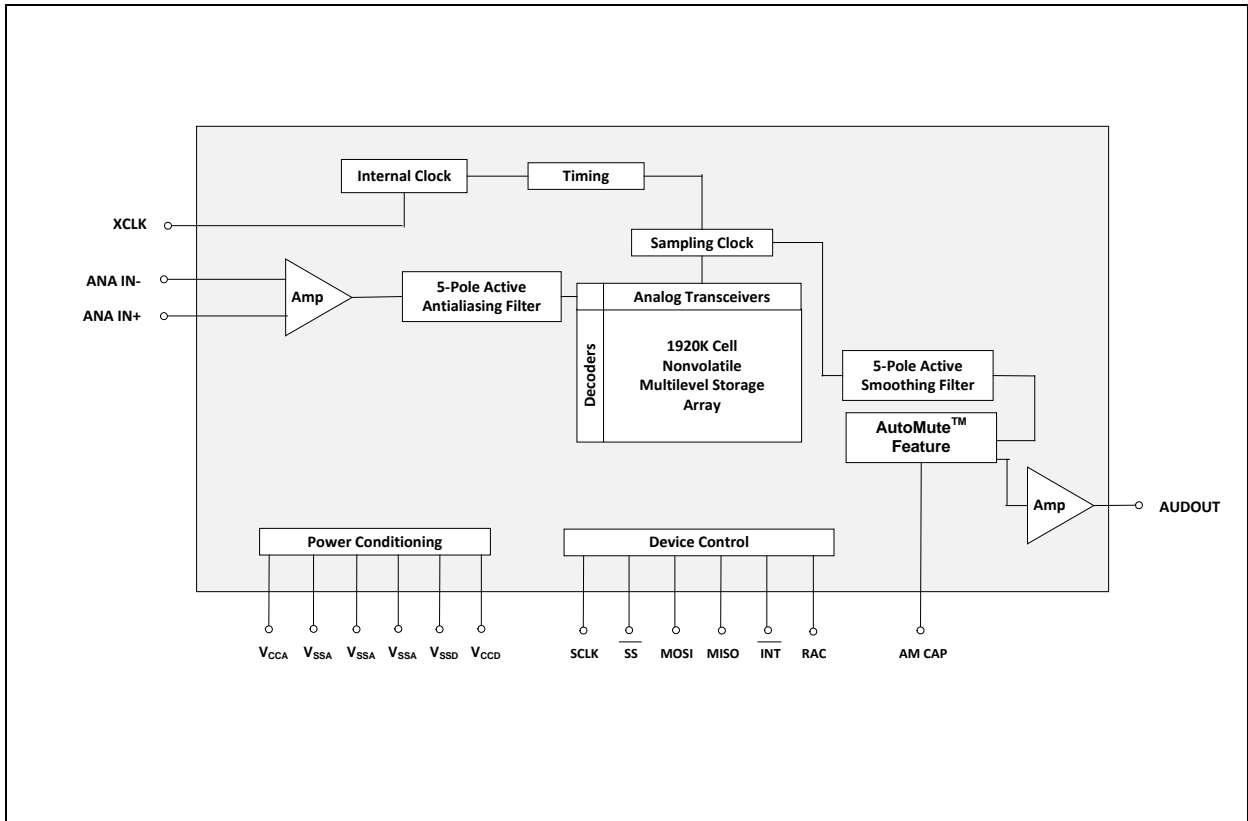 Internal Clock
Timing
XCLK
Sampling Clock
ANA IN-
ANA IN+
Amp
5-Pole Active
Antialiasing Filter
Analog Transceivers
Decoders
1920K Cell
Nonvolatile
Multilevel Storage
Array
5-Pole Active
Smoothing Filter
AutoMute™
Feature
Amp
AUDOUT
Power Conditioning
Device Control
VCCA VSSA VSSA VSSA VSSD VCCD
SCLK S̅S̅ MOSI MISO I̅N̅T̅ RAC
AM CAP